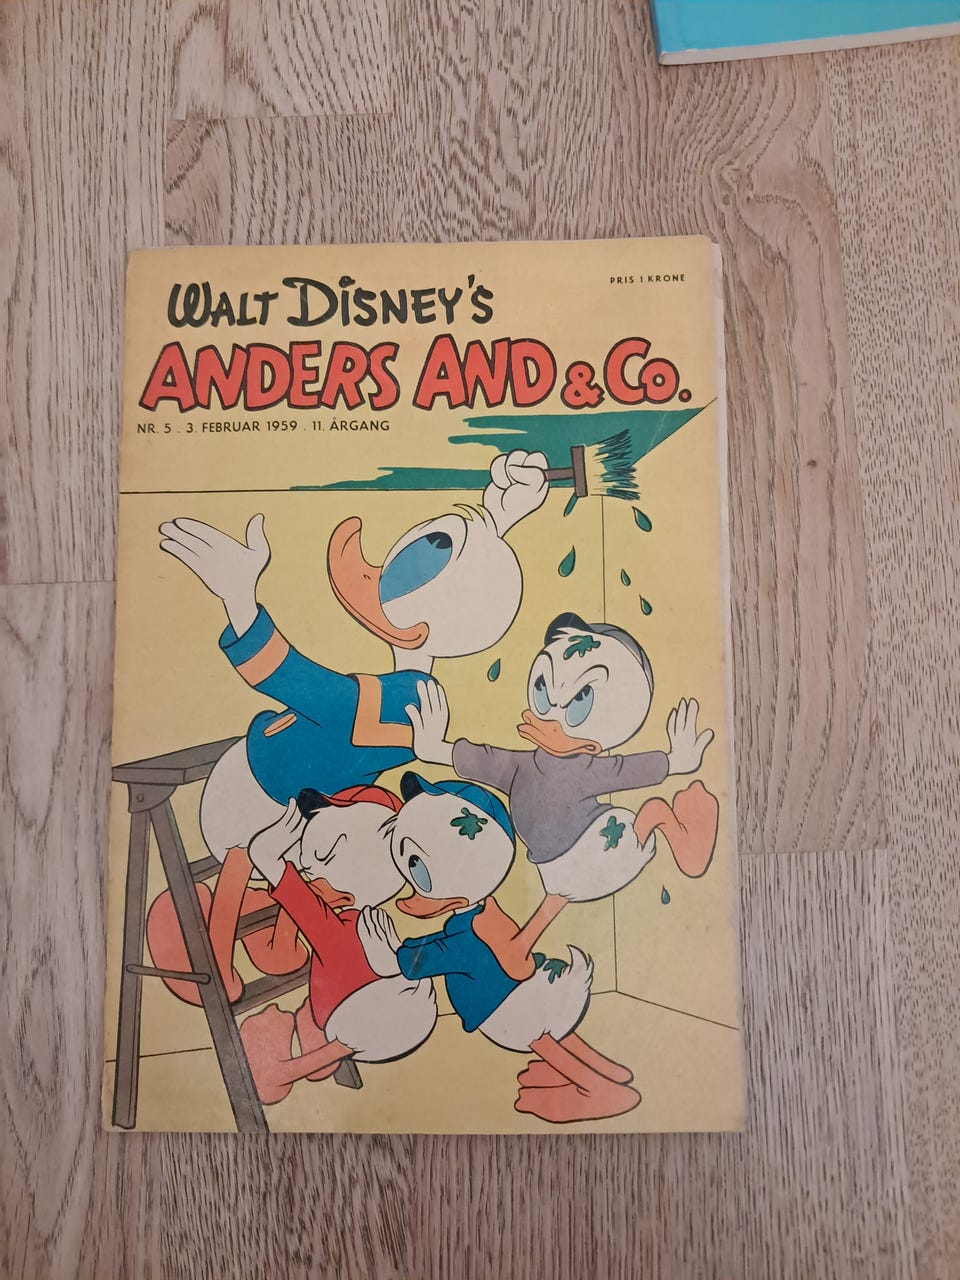 PRIS 1 KRONE
WALT DISNEY'S
ANDERS AND & Co.
NR. 5 . 3. FEBRUAR 1959 . 11. ÅRGANG